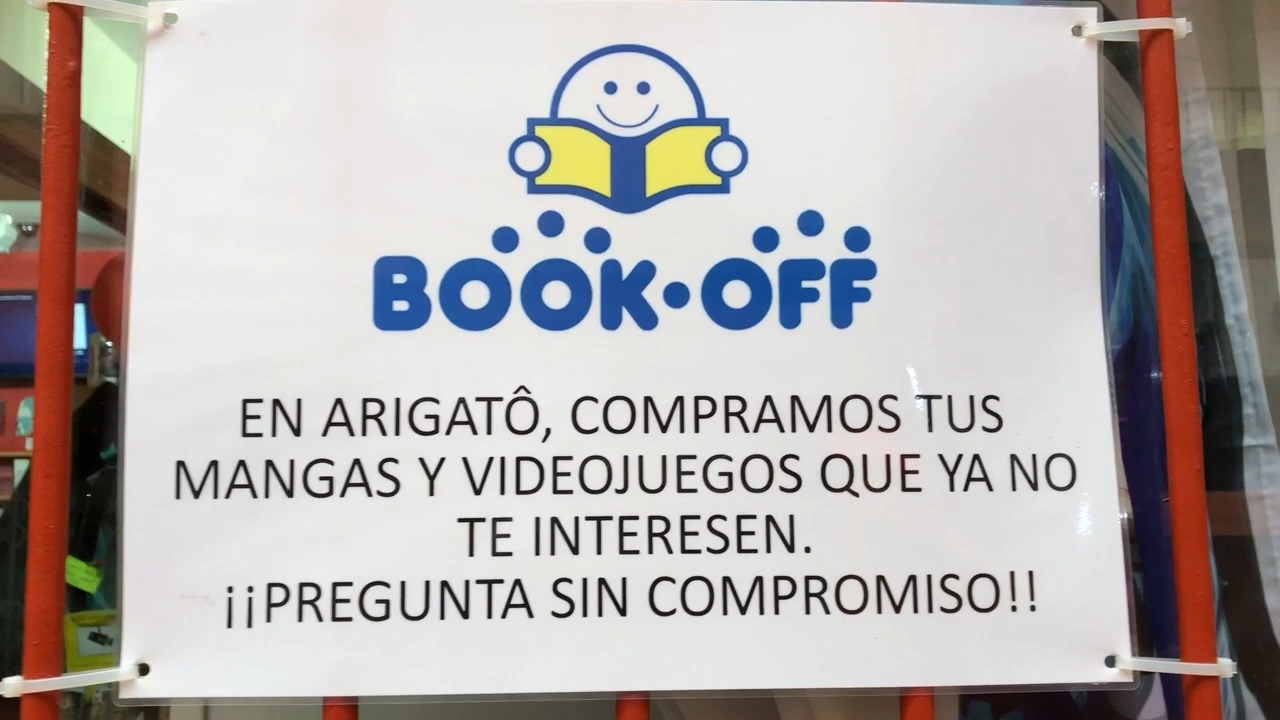 BOOK·OFF
EN ARIGATÔ, COMPRAMOS TUS
MANGAS Y VIDEOJUEGOS QUE YA NO
TE INTERESEN.
¡¡PREGUNTA SIN COMPROMISO!!